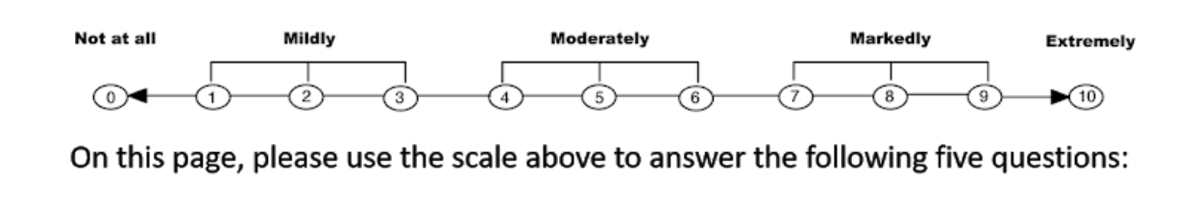 Not at all Mildly Moderately Markedly Extremely
0 1 2 3 4 5 6 7 8 9 10
On this page, please use the scale above to answer the following five questions: